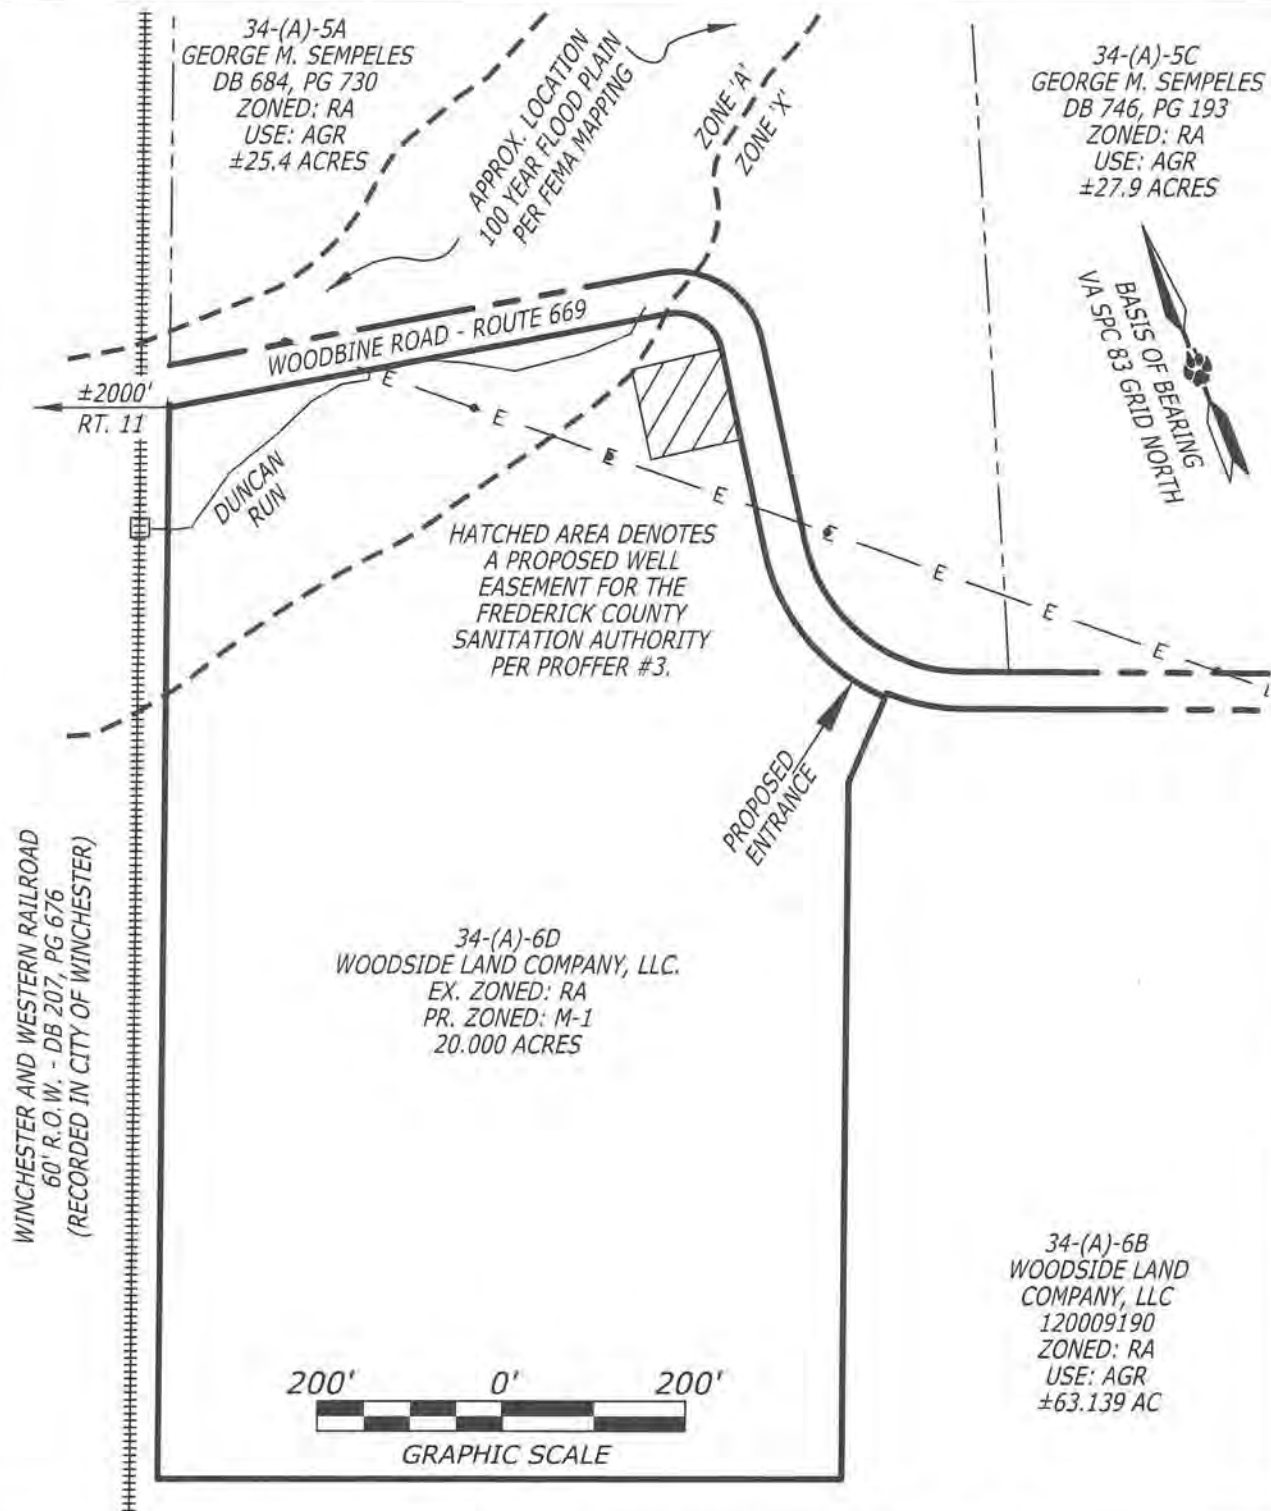 34-(A)-5A
GEORGE M. SEMPELES
DB 684, PG 730
ZONED: RA
USE: AGR
±25.4 ACRES
APPROX. LOCATION
100 YEAR FLOOD PLAIN
PER FEMA MAPPING
ZONE 'A'
ZONE 'X'
34-(A)-5C
GEORGE M. SEMPELES
DB 746, PG 193
ZONED: RA
USE: AGR
±27.9 ACRES
BASIS OF BEARING
VA SPC 83 GRID NORTH
WOODBINE ROAD - ROUTE 669
±2000'
RT. 11
E
E
E
E
E
E
E
E
DUNCAN
RUN
HATCHED AREA DENOTES
A PROPOSED WELL
EASEMENT FOR THE
FREDERICK COUNTY
SANITATION AUTHORITY
PER PROFFER #3.
PROPOSED
ENTRANCE
WINCHESTER AND WESTERN RAILROAD
60' R.O.W. - DB 207, PG 676
(RECORDED IN CITY OF WINCHESTER)
34-(A)-6D
WOODSIDE LAND COMPANY, LLC.
EX. ZONED: RA
PR. ZONED: M-1
20.000 ACRES
34-(A)-6B
WOODSIDE LAND
COMPANY, LLC
120009190
ZONED: RA
USE: AGR
±63.139 AC
200' 0' 200'
GRAPHIC SCALE